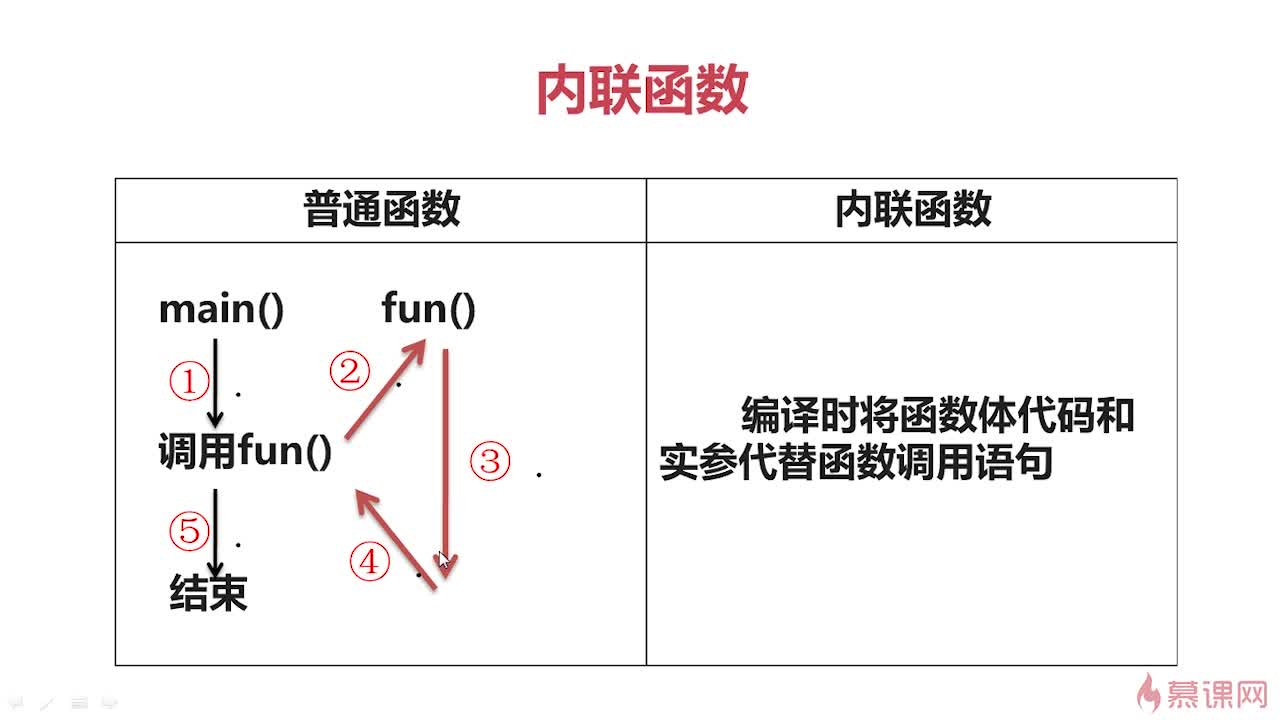 内联函数
普通函数
内联函数
main()
fun()
①
②
调用fun()
③
⑤
④
结束
编译时将函数体代码和
实参代替函数调用语句
慕课网